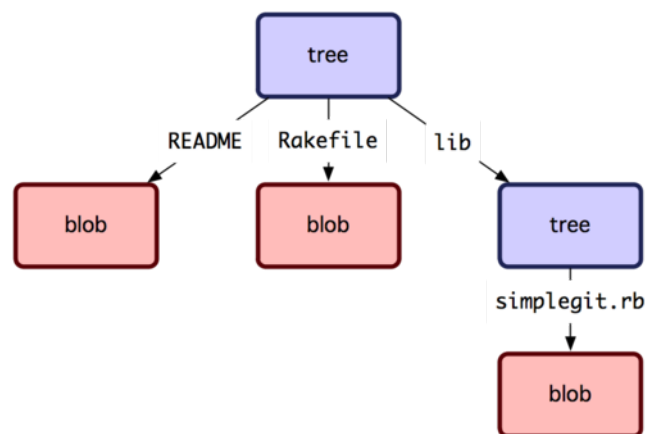 tree
README
Rakefile
lib
blob
blob
tree
simplegit.rb
blob